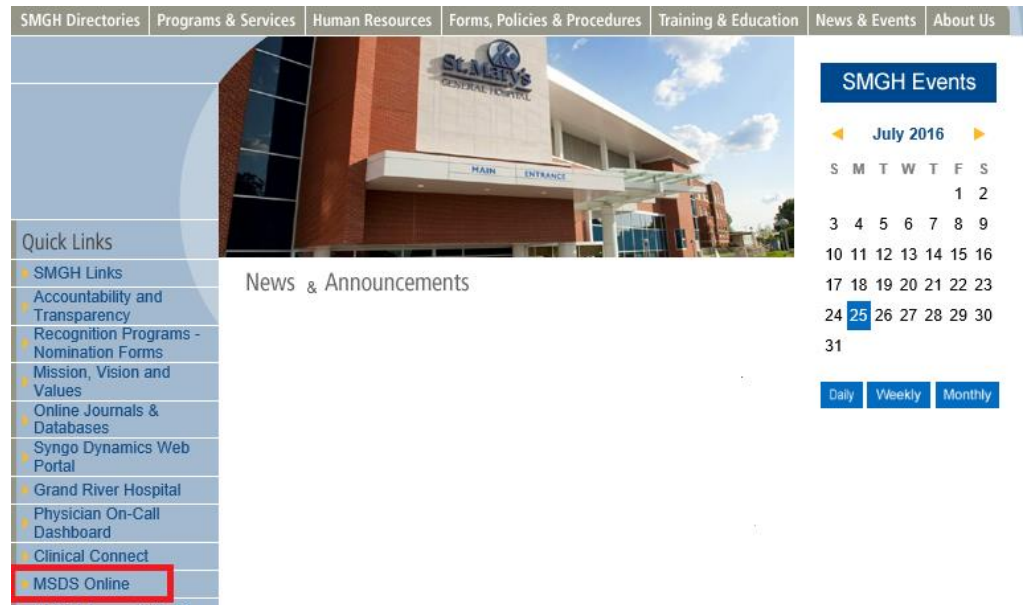 SMGH Directories Programs & Services Human Resources Forms, Policies & Procedures Training & Education News & Events About Us
St. Mary's
GENERAL HOSPITAL
MAIN ENTRANCE
Quick Links
SMGH Links
Accountability and
Transparency
Recognition Programs -
Nomination Forms
Mission, Vision and
Values
Online Journals &
Databases
Syngo Dynamics Web
Portal
Grand River Hospital
Physician On-Call
Dashboard
Clinical Connect
MSDS Online
News & Announcements
SMGH Events
July 2016
S M T W T F S
1 2
3 4 5 6 7 8 9
10 11 12 13 14 15 16
17 18 19 20 21 22 23
24 25 26 27 28 29 30
31
Daily Weekly Monthly